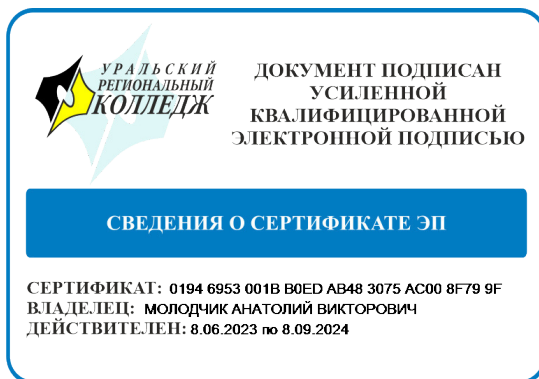 УРАЛЬСКИЙ
РЕГИОНАЛЬНЫЙ
КОЛЛЕДЖ
ДОКУМЕНТ ПОДПИСАН
УСИЛЕННОЙ
КВАЛИФИЦИРОВАННОЙ
ЭЛЕКТРОННОЙ ПОДПИСЬЮ
СВЕДЕНИЯ О СЕРТИФИКАТЕ ЭП
СЕРТИФИКАТ: 0194 6953 001B B0ED AB48 3075 AC00 8F79 9F
ВЛАДЕЛЕЦ: МОЛОДЧИК АНАТОЛИЙ ВИКТОРОВИЧ
ДЕЙСТВИТЕЛЕН: 8.06.2023 по 8.09.2024